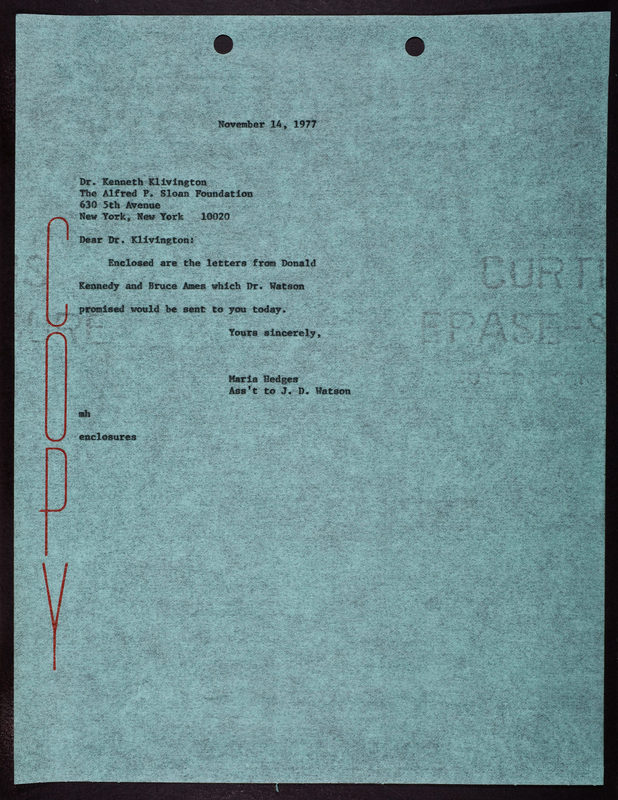 November 14, 1977
Dr. Kenneth Klivington
The Alfred P. Sloan Foundation
630 5th Avenue
New York, New York 10020
Dear Dr. Klivington:
Enclosed are the letters from Donald
Kennedy and Bruce Ames which Dr. Watson
promised would be sent to you today.
Yours sincerely,
Maria Hedges
Ass't to J. D. Watson
mh
enclosures
COPY
CURTI